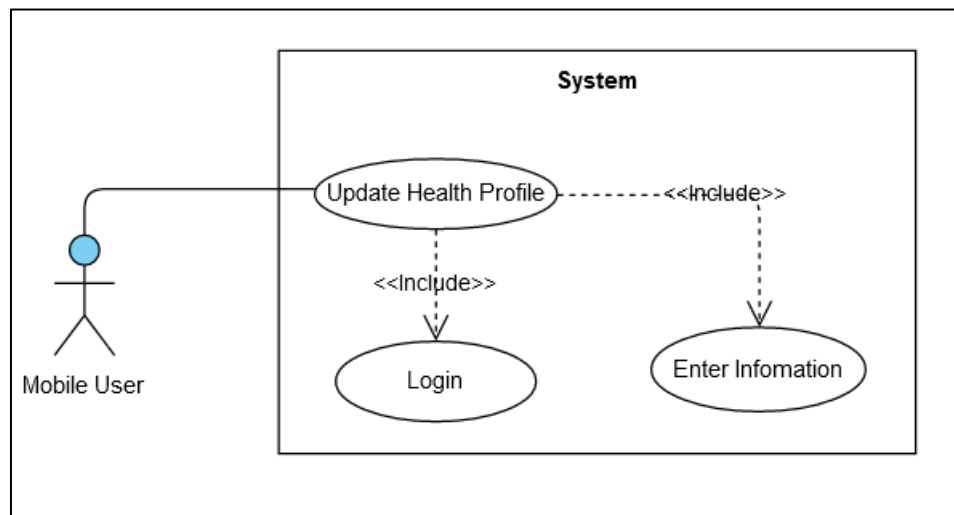 System
Update Health Profile
<<Include>>
<<Include>>
Login
Enter Infomation
Mobile User